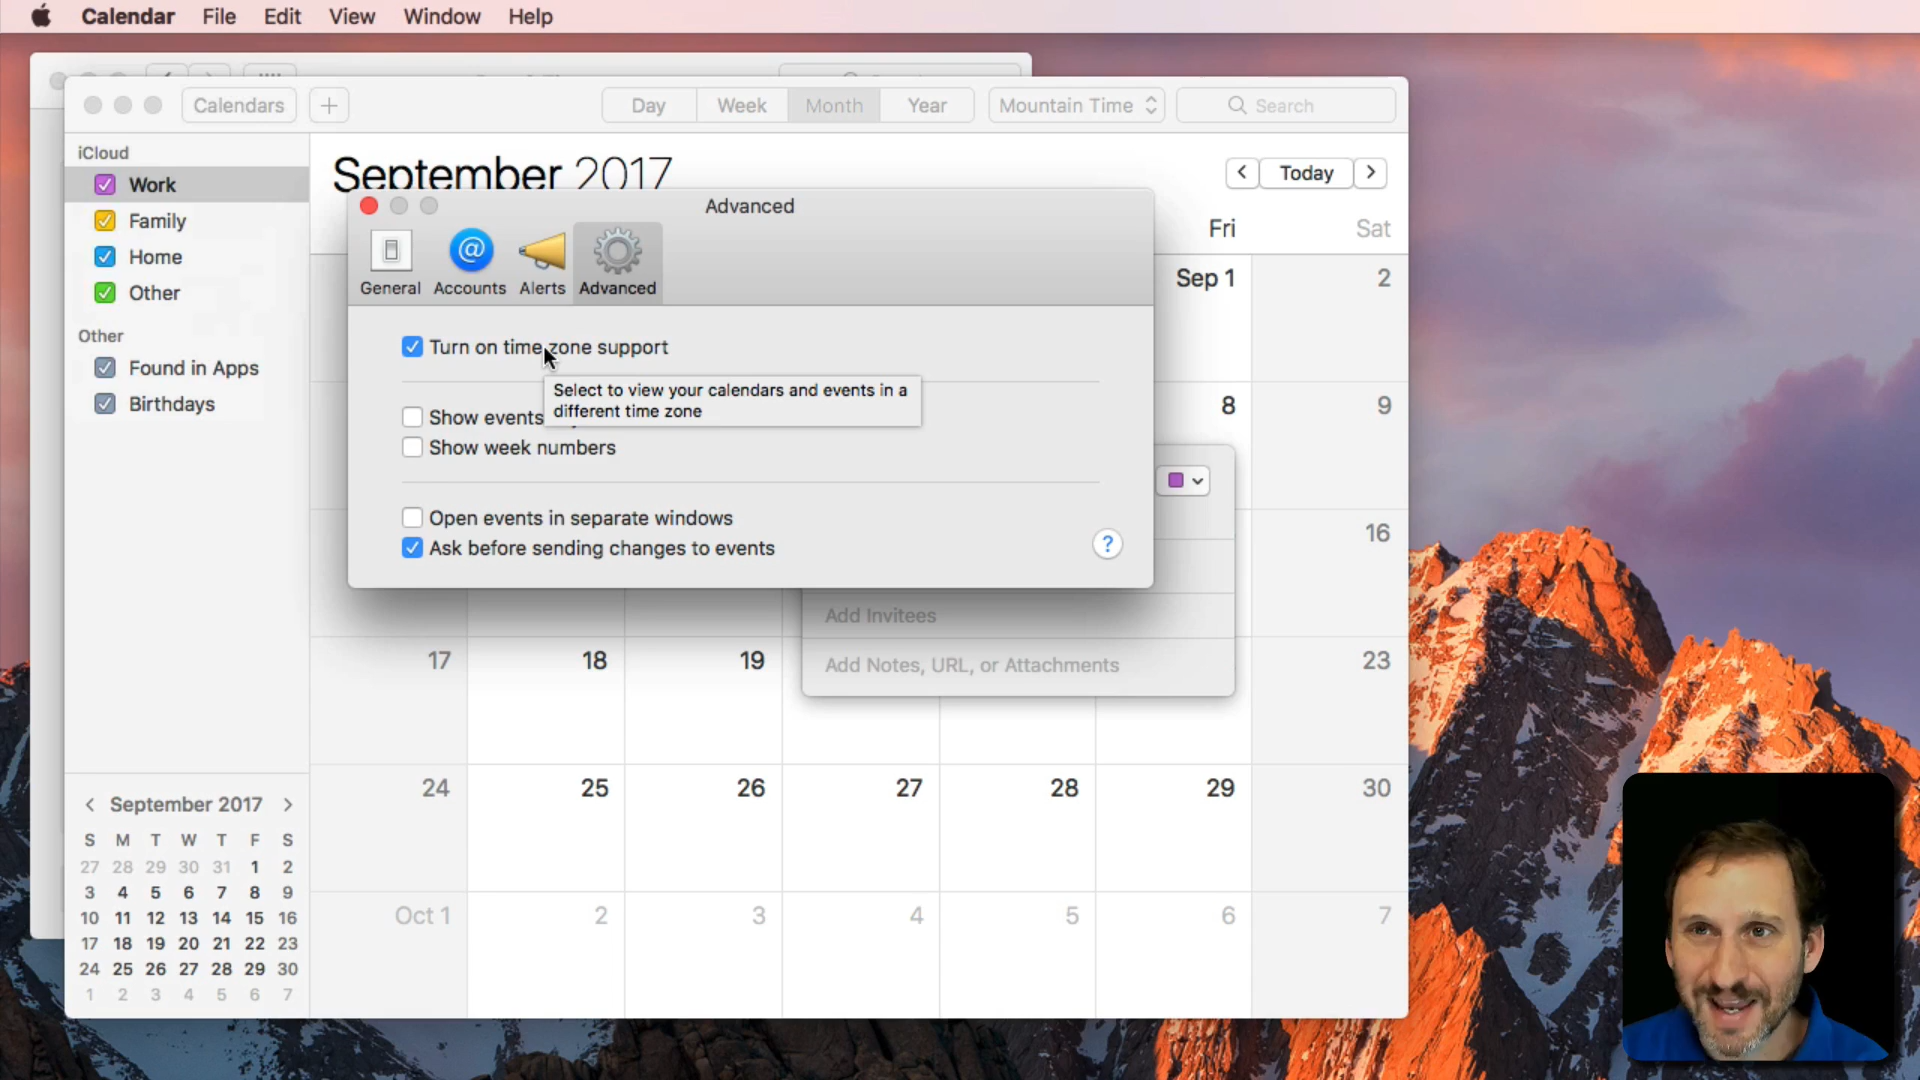 Calendar File Edit View Window Help
Calendars + Day Week Month Year Mountain Time Search
iCloud
Work
Family
Home
Other
Other
Found in Apps
Birthdays
September 2017
< Today >
Fri Sat
Advanced
General Accounts Alerts Advanced
Turn on time zone support
Select to view your calendars and events in a
different time zone
Show events
Show week numbers
Open events in separate windows
Ask before sending changes to events
?
Sep 1 2
8 9
16
Add Invitees
Add Notes, URL, or Attachments
17 18 19 23
24 25 26 27 28 29 30
Oct 1 2 3 4 5 6 7
< September 2017 >
S M T W T F S
27 28 29 30 31 1 2
3 4 5 6 7 8 9
10 11 12 13 14 15 16
17 18 19 20 21 22 23
24 25 26 27 28 29 30
1 2 3 4 5 6 7